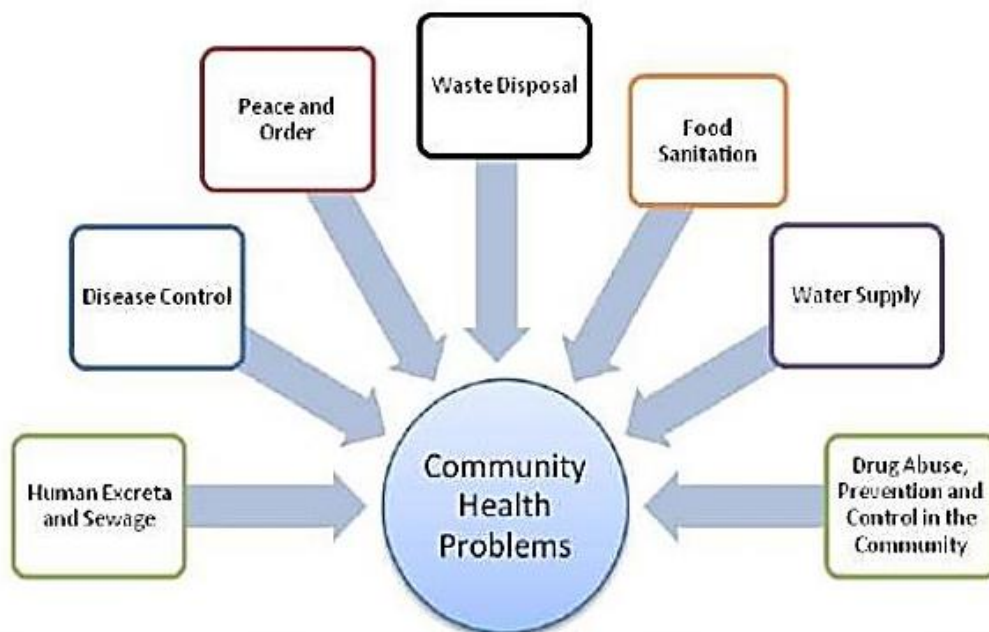 Waste Disposal
Peace and
Order
Food
Sanitation
Disease Control
Water Supply
Human Excreta
and Sewage
Community
Health
Problems
Drug Abuse,
Prevention and
Control in the
Community